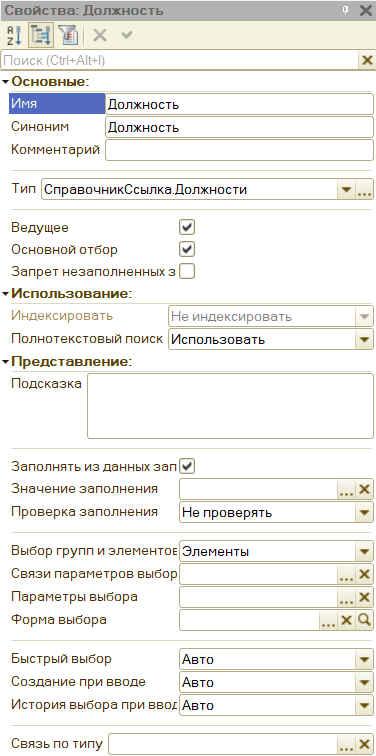 Свойства: Должность
Поиск (Ctrl+Alt+I)
Основные:
Имя Должность
Синоним Должность
Комментарий
Тип СправочникСсылка.Должности
Ведущее
Основной отбор
Запрет незаполненных з
Использование:
Индексировать Не индексировать
Полнотекстовый поиск Использовать
Представление:
Подсказка
Заполнять из данных зап
Значение заполнения
Проверка заполнения Не проверять
Выбор групп и элементов Элементы
Связи параметров выбор
Параметры выбора
Форма выбора
Быстрый выбор Авто
Создание при вводе Авто
История выбора при ввод Авто
Связь по типу